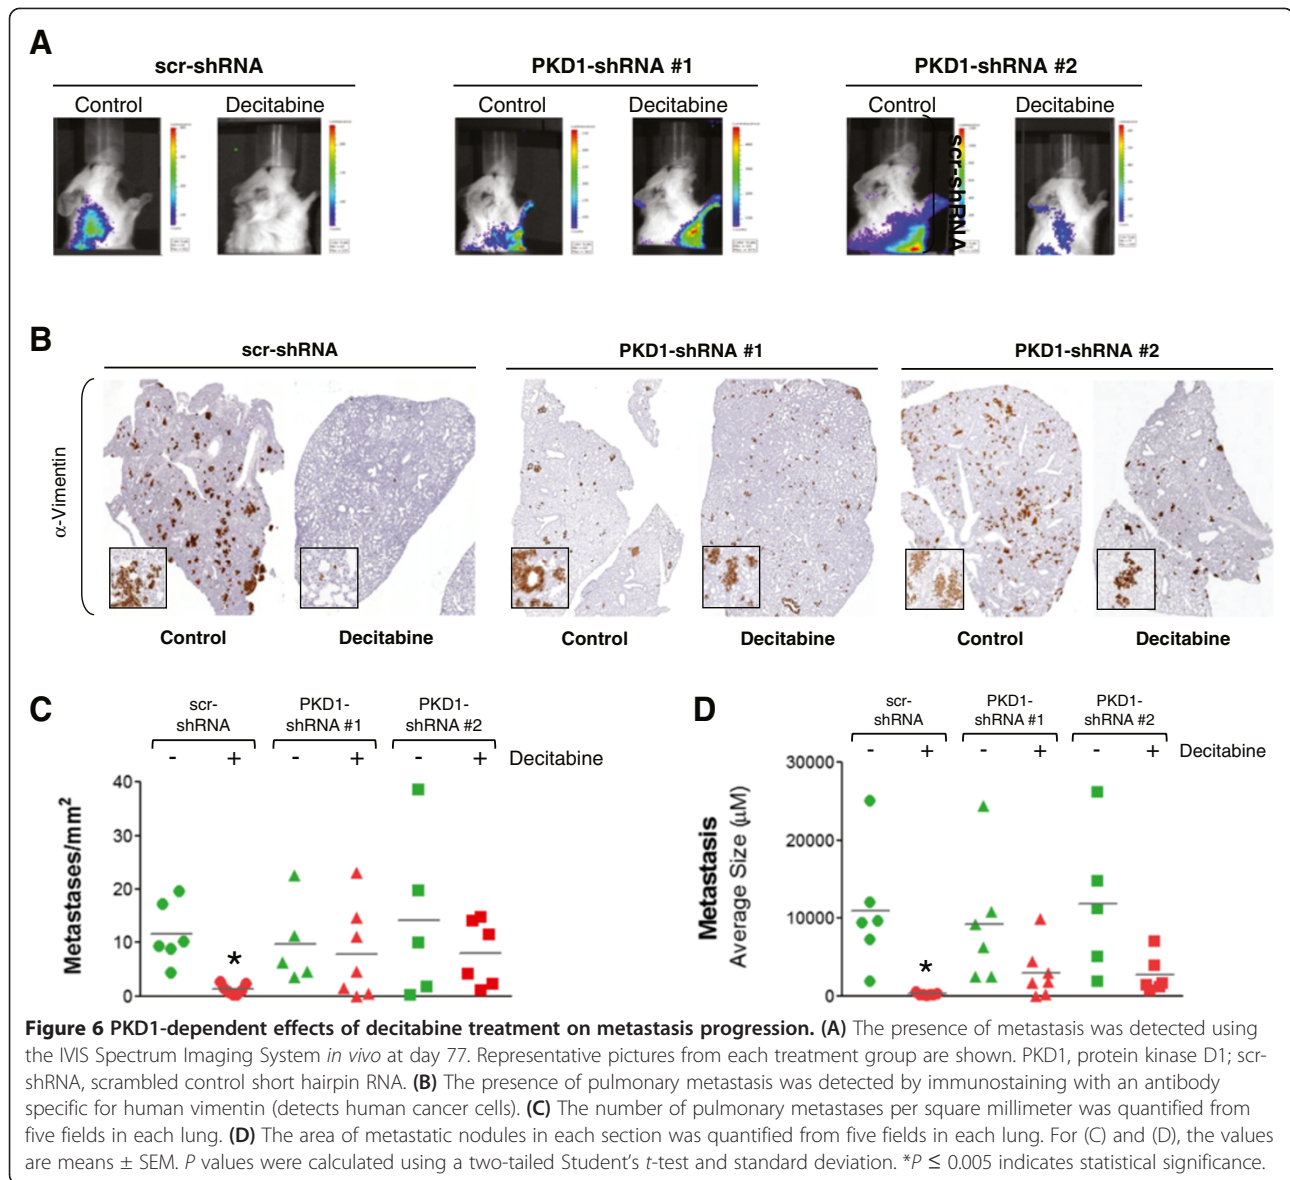 A
scr-shRNA
PKD1-shRNA #1
PKD1-shRNA #2
Control
Decitabine
Control
Decitabine
Control
Decitabine
scr-shRNA
B
scr-shRNA
PKD1-shRNA #1
PKD1-shRNA #2
α-Vimentin
Control
Decitabine
Control
Decitabine
Control
Decitabine
C
scr-
shRNA
PKD1-
shRNA #1
PKD1-
shRNA #2
- + - + - + Decitabine
Metastases/mm²
40
30
20
10
0
*
D
scr-
shRNA
PKD1-
shRNA #1
PKD1-
shRNA #2
- + - + - + Decitabine
Metastasis
Average Size (µM)
30000
20000
10000
0
*
Figure 6 PKD1-dependent effects of decitabine treatment on metastasis progression. (A) The presence of metastasis was detected using
the IVIS Spectrum Imaging System in vivo at day 77. Representative pictures from each treatment group are shown. PKD1, protein kinase D1; scr-
shRNA, scrambled control short hairpin RNA. (B) The presence of pulmonary metastasis was detected by immunostaining with an antibody
specific for human vimentin (detects human cancer cells). (C) The number of pulmonary metastases per square millimeter was quantified from
five fields in each lung. (D) The area of metastatic nodules in each section was quantified from five fields in each lung. For (C) and (D), the values
are means ± SEM. P values were calculated using a two-tailed Student's t-test and standard deviation. *P ≤ 0.005 indicates statistical significance.